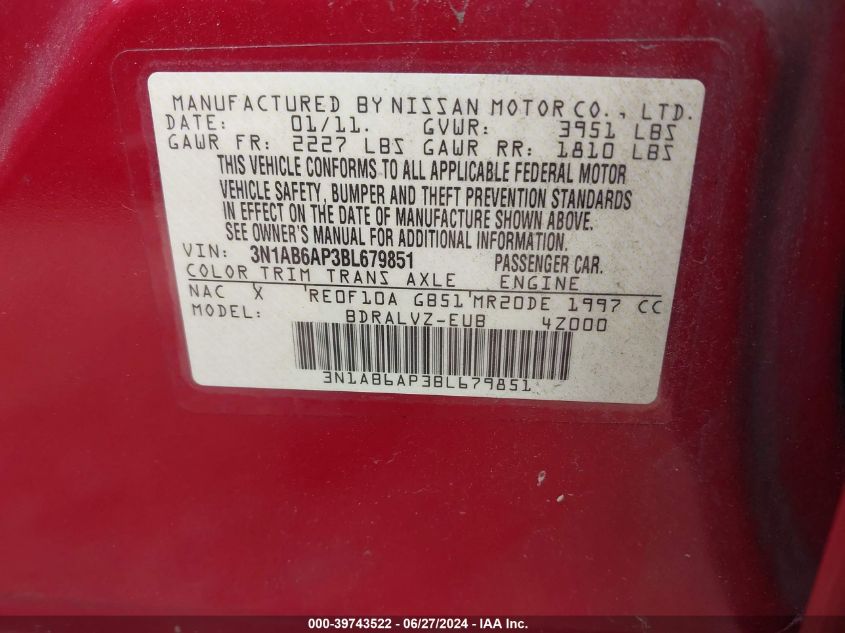 MANUFACTURED BY NISSAN MOTOR CO., LTD.
DATE: 01/11. GVWR: 3951 LBS
GAWR FR: 2227 LBS GAWR RR: 1810 LBS
THIS VEHICLE CONFORMS TO ALL APPLICABLE FEDERAL MOTOR
VEHICLE SAFETY, BUMPER AND THEFT PREVENTION STANDARDS
IN EFFECT ON THE DATE OF MANUFACTURE SHOWN ABOVE.
SEE OWNER'S MANUAL FOR ADDITIONAL INFORMATION.
VIN: 3N1AB6AP3BL679851 PASSENGER CAR.
COLOR TRIM TRANS AXLE ENGINE
NAC X 'RE0F10A GB51'MR20DE 1997 CC
MODEL: BDRALVZ-EUB 4Z000
3N1AB6AP3BL679851
000-39743522 - 06/27/2024 - IAA Inc.